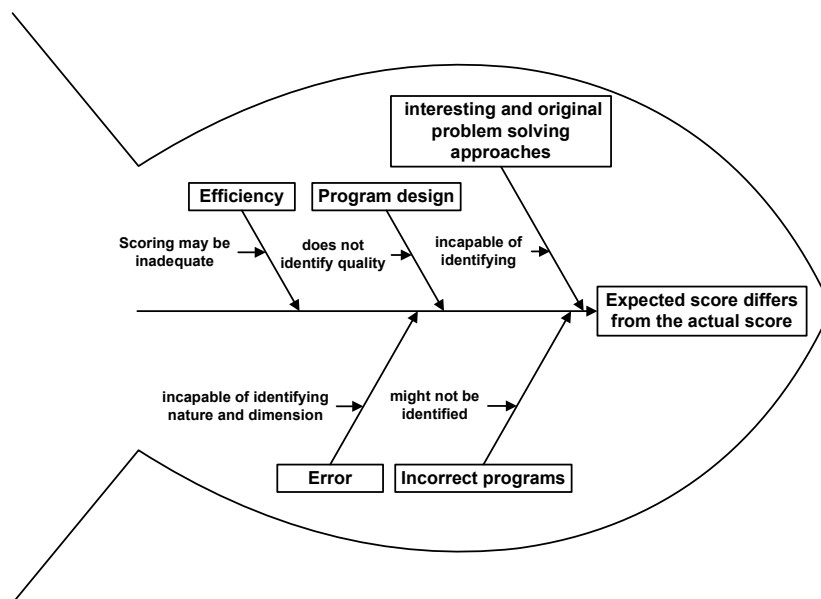 interesting and original
problem solving
approaches
Efficiency
Program design
Scoring may be
inadequate
does not
identify quality
incapable of
identifying
Expected score differs
from the actual score
incapable of identifying
nature and dimension
might not be
identified
Error
Incorrect programs